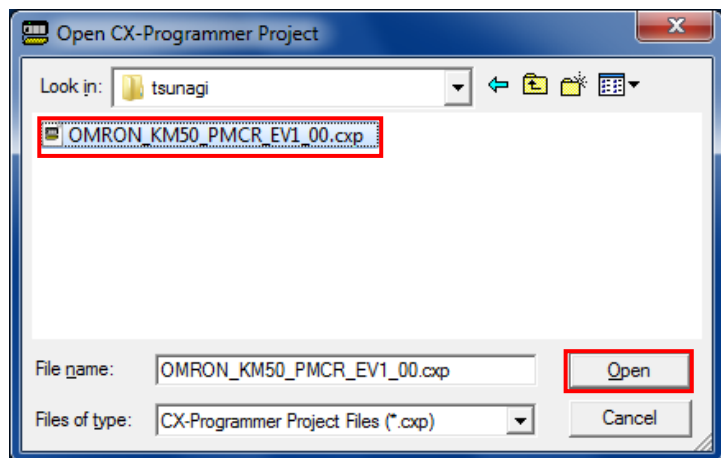 Open CX-Programmer Project
Look in: tsunagi
OMRON_KM50_PMCR_EV1_00.cxp
File name: OMRON_KM50_PMCR_EV1_00.cxp Open
Files of type: CX-Programmer Project Files (*.cxp) Cancel